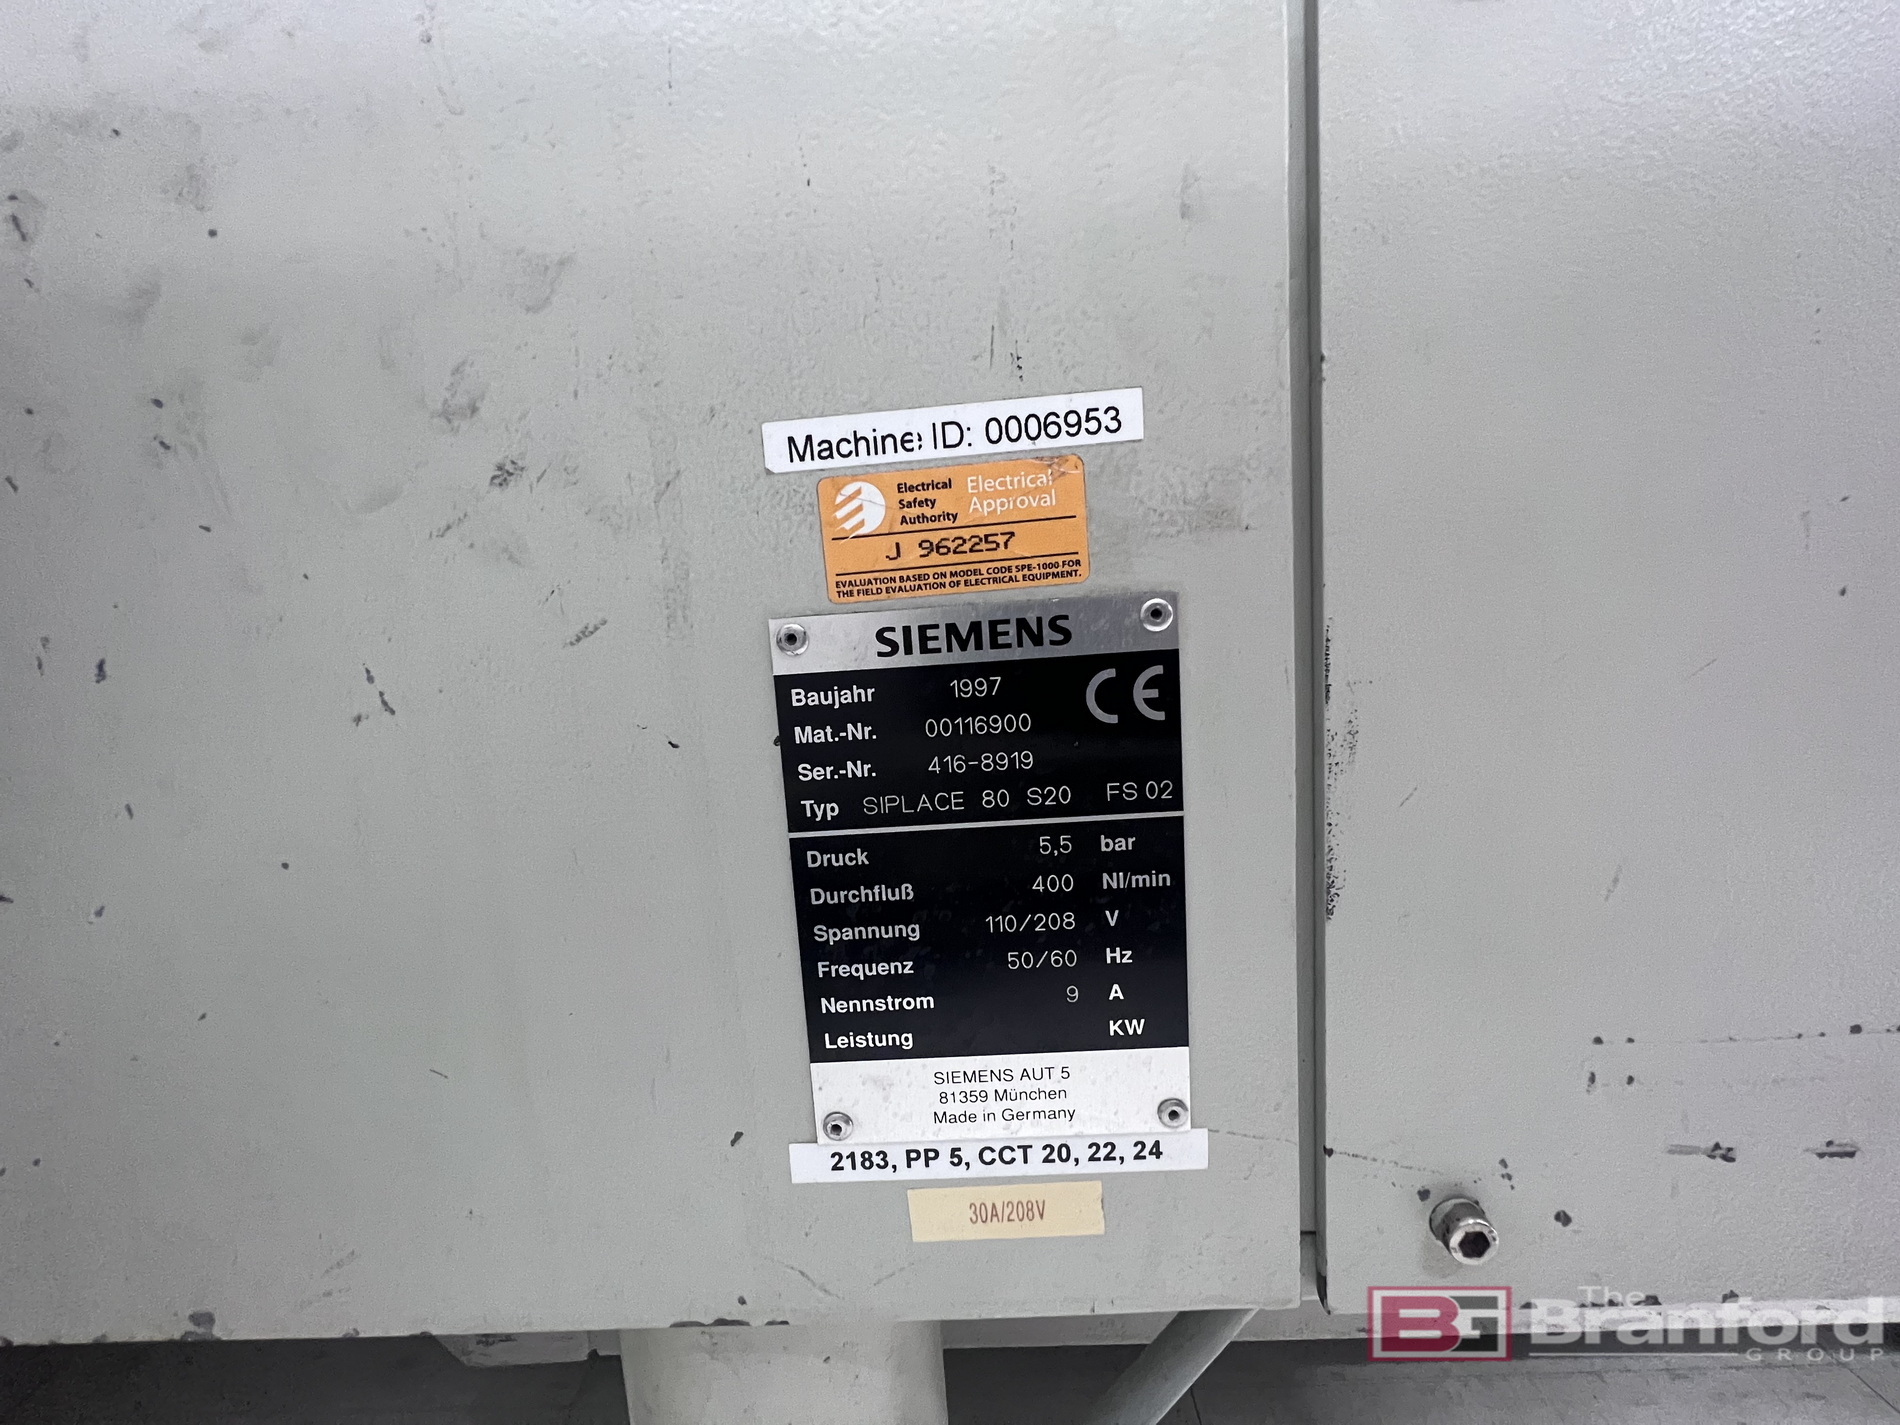 Machine ID: 0006953
Electrical Safety Authority
Electrical Approval
J 962257
EVALUATION BASED ON MODEL CODE SPE-1000 FOR
THE FIELD EVALUATION OF ELECTRICAL EQUIPMENT.
SIEMENS
CE
Baujahr 1997
Mat.-Nr. 00116900
Ser.-Nr. 416-8919
Typ SIPLACE 80 S20 FS 02
Druck 5,5 bar
Durchfluß 400 Nl/min
Spannung 110/208 V
Frequenz 50/60 Hz
Nennstrom 9 A
Leistung KW
SIEMENS AUT 5
81359 München
Made in Germany
2183, PP 5, CCT 20, 22, 24
30A/208V
BG The Branford GROUP